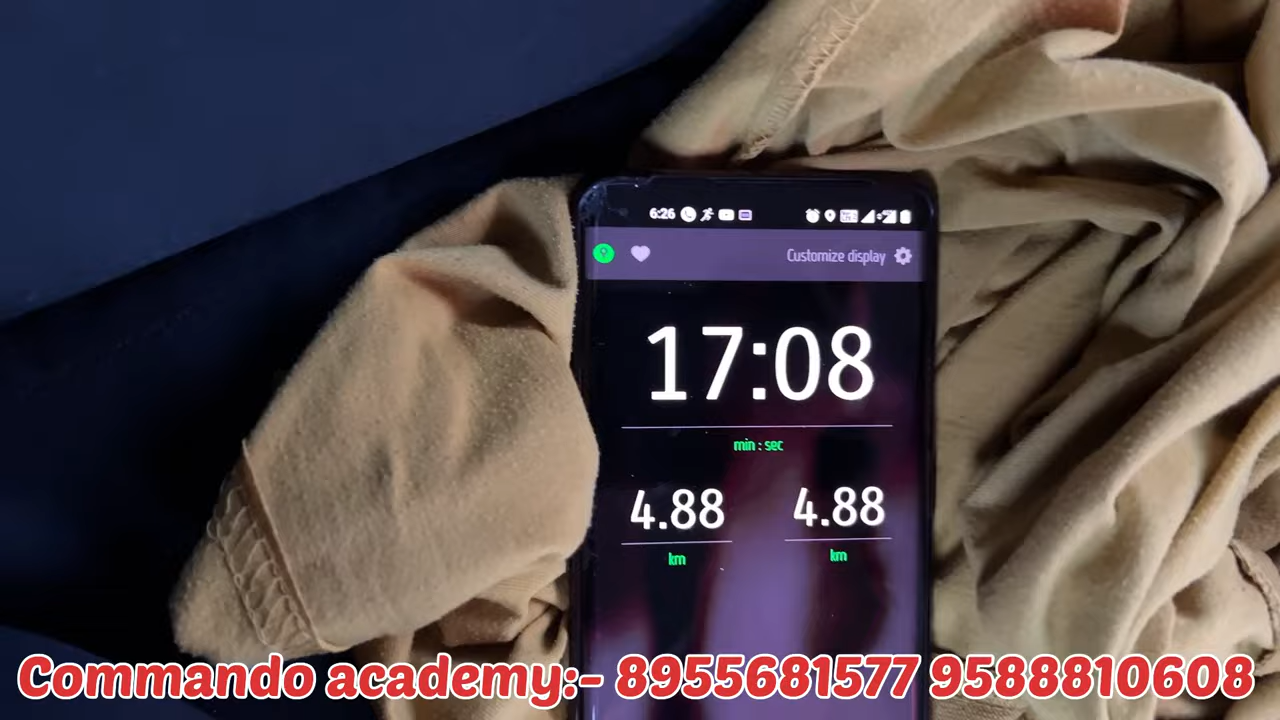 6:26
Customize display
17:08
min : sec
4.88 4.88
km km
Commando academy:- 8955681577 9588810608